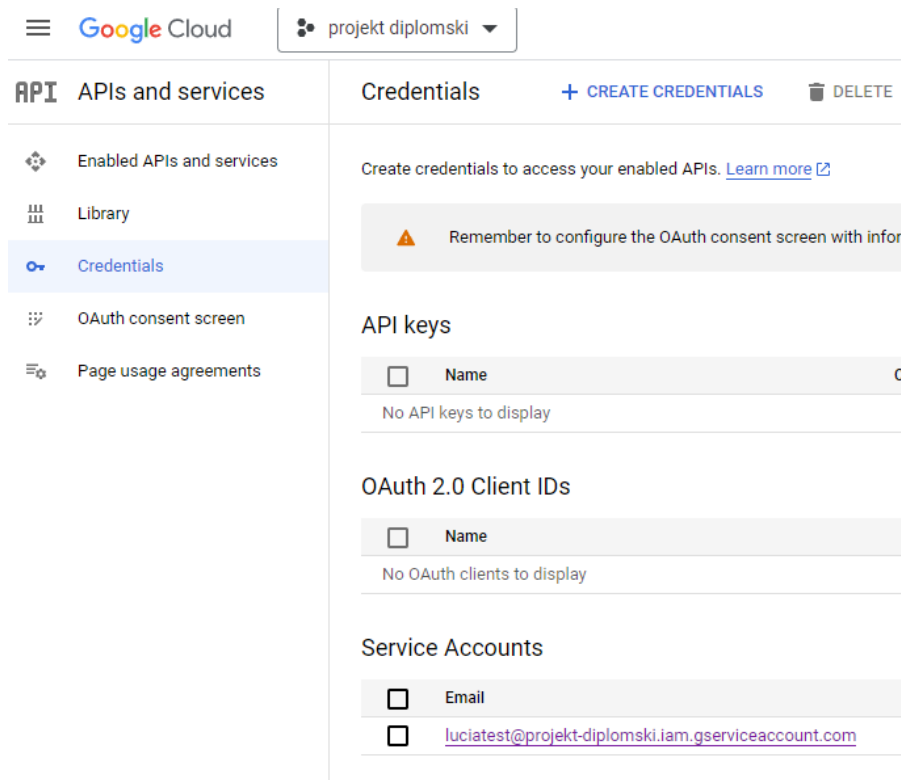 Google Cloud
projekt diplomski
API APIs and services
Enabled APIs and services
Library
Credentials
OAuth consent screen
Page usage agreements
Credentials
+ CREATE CREDENTIALS
DELETE
Create credentials to access your enabled APIs. Learn more
Remember to configure the OAuth consent screen with
API keys
Name
No API keys to display
OAuth 2.0 Client IDs
Name
No OAuth clients to display
Service Accounts
Email
luciatest@projekt-diplomski.iam.gserviceaccount.com